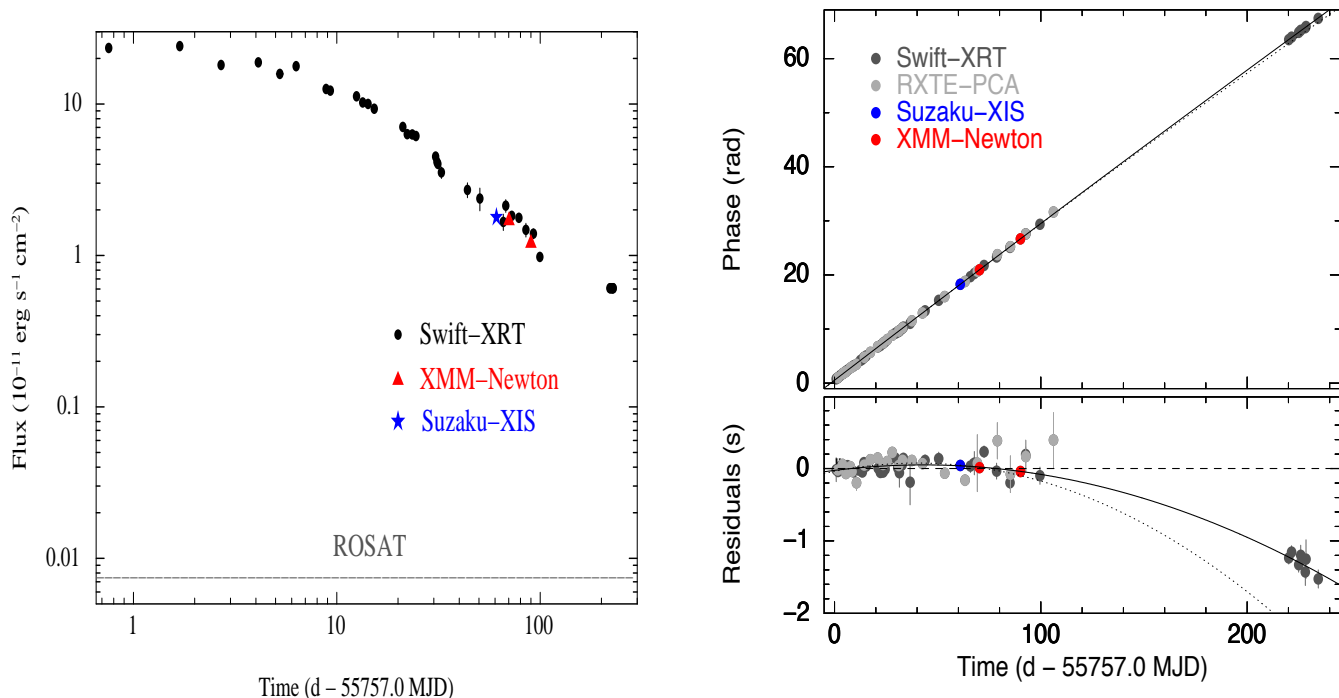 10
1
0.1
0.01
Flux (10⁻¹¹ erg s⁻¹ cm⁻²)
Swift−XRT
XMM−Newton
Suzaku−XIS
ROSAT
1 10 100
Time (d − 55757.0 MJD)
60
40
20
0
Phase (rad)
Swift−XRT
RXTE−PCA
Suzaku−XIS
XMM−Newton
0
−1
−2
Residuals (s)
0 100 200
Time (d − 55757.0 MJD)